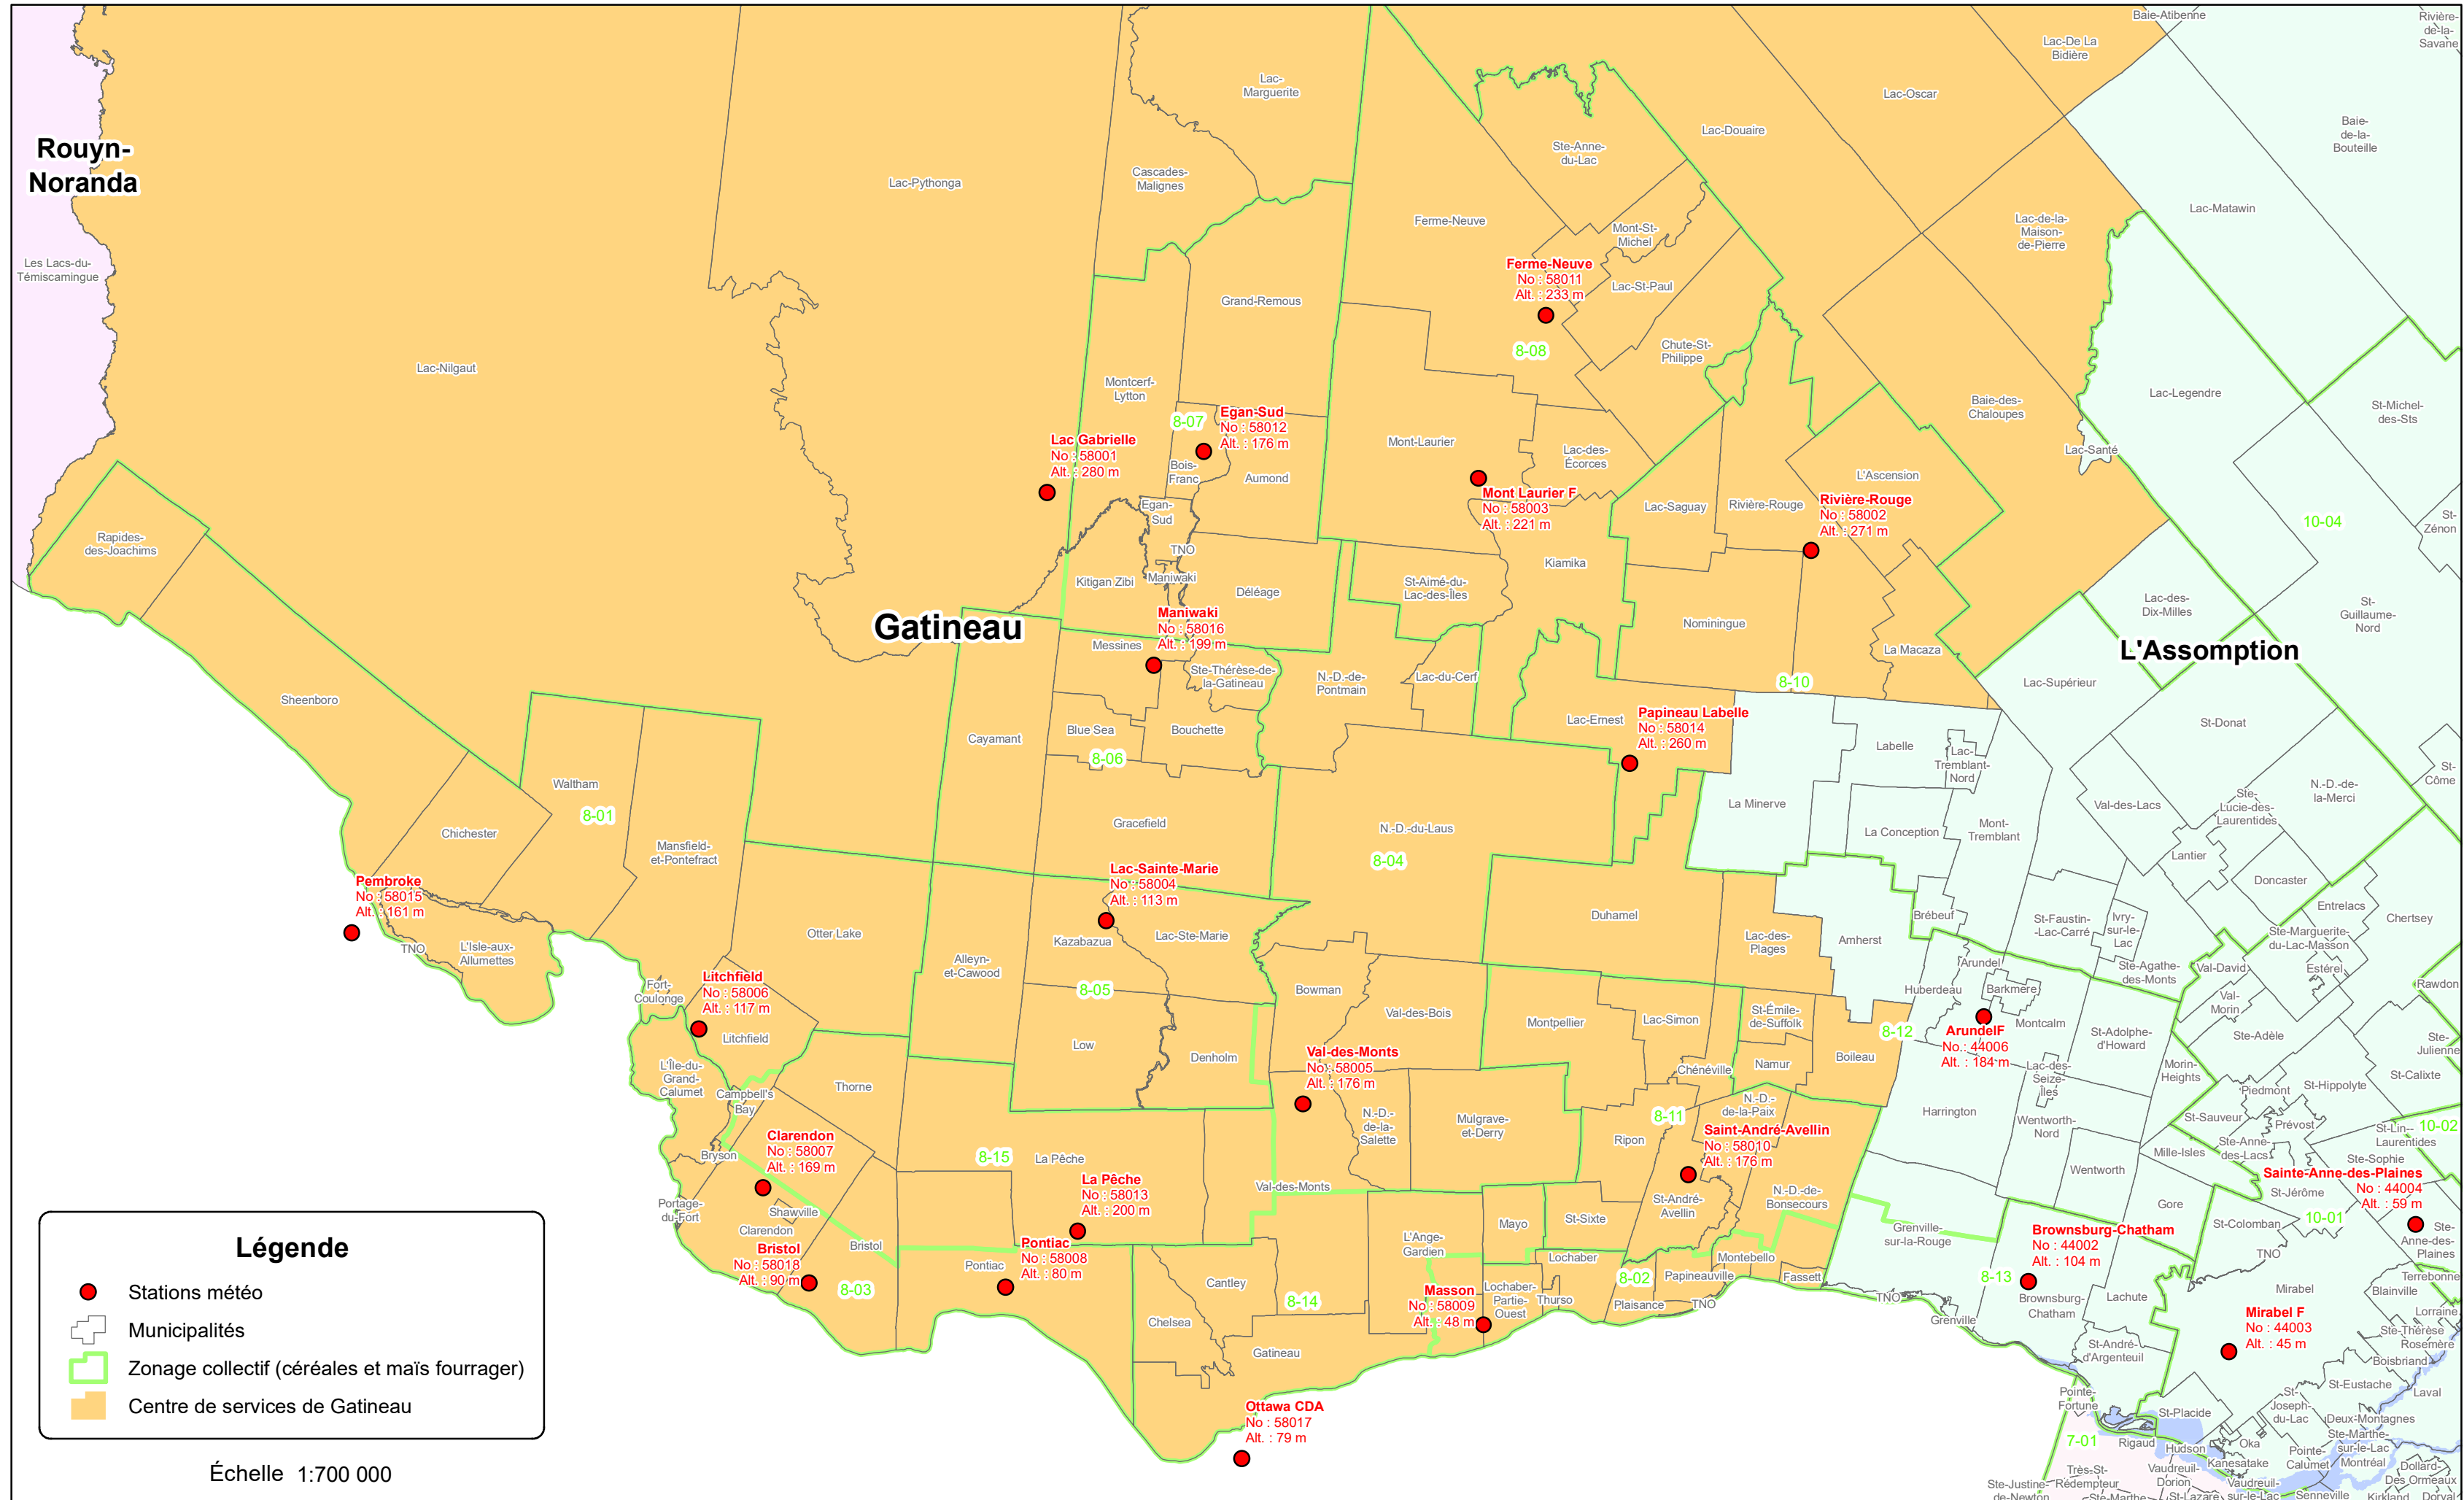 Baie-Atibenne
Rivière-
de-la-
Savane
Lac-De La
Bidière
Lac-
Marguerite
Lac-Oscar
Baie-
de-la-
Bouteille
Lac-Douaire
Rouyn-
Noranda
Ste-Anne-
du-Lac
Lac-Pythonga
Cascades-
Malignes
Lac-Matawin
Ferme-Neuve
Lac-de-la-
Maison-
de-Pierre
Mont-St-
Michel
Les Lacs-du-
Témiscamingue
Ferme-Neuve
No : 58011
Alt. : 233 m
Lac-St-Paul
Grand-Remous
8-08
Chute-St-
Philippe
Lac-Nilgaut
Montcerf-
Lytton
Lac-Legendre
Baie-des-
Chaloupes
St-Michel
des-Sts
8-07
Egan-Sud
No : 58012
Alt. : 176 m
Lac Gabrielle
No : 58001
Alt. : 280 m
Mont-Laurier
Lac-des-
Écorces
Lac-Santé
Bois-
Franc
Aumond
L'Ascension
Mont Laurier F
No : 58003
Alt. : 221 m
Lac-Saguay
Rivière-Rouge
Rivière-Rouge
No : 58002
Alt. : 271 m
Egan-
Sud
10-04
St-
Zénon
Rapides-
des-Joachims
TNO
Kitigan Zibi
Maniwaki
Déléage
St-Aimé-du-
Lac-des-Îles
Kiamika
Lac-des-
Dix-Milles
St-
Guillaume-
Nord
Maniwaki
No : 58016
Alt. : 199 m
Gatineau
Nominingue
La Macaza
L'Assomption
Messines
Ste-Thérèse-de-
la-Gatineau
N.-D.-de-
Pontmain
Lac-du-Cerf
8-10
Lac-Supérieur
Sheenboro
Papineau Labelle
No : 58014
Alt. : 260 m
Lac-Ernest
St-Donat
Cayamant
Blue Sea
Bouchette
8-06
Labelle
Lac-
Tremblant-
Nord
St-
Côme
Waltham
8-01
Chichester
Mansfield-
et-Pontefract
Gracefield
N.-D.-du-Laus
8-04
La Minerve
La Conception
Mont-
Tremblant
Val-des-Lacs
Ste-
Lucie-des-
Laurentides
N.-D.-de-
la-Merci
Lantier
Doncaster
Pembroke
No : 58015
Alt. : 161 m
TNO
L'Isle-aux-
Allumettes
Lac-Sainte-Marie
No : 58004
Alt. : 113 m
Kazabazua
Lac-Ste-Marie
Otter Lake
Alleyn-
et-Cawood
Duhamel
Lac-des-
Plages
Amherst
Brébeuf
St-Faustin-
-Lac-Carré
Ivry-
sur-le-
Lac
Entrelacs
Chertsey
Ste-Marguerite-
du-Lac-Masson
Arundel
Ste-Agathe-
des-Monts
Val-David
Estérel
Rawdon
Litchfield
No : 58006
Alt. : 117 m
Fort-
Coulonge
Litchfield
8-05
Bowman
Val-des-Bois
Huberdeau
Barkmere
Val-
Morin
Montpellier
Lac-Simon
St-Émile-
de-Suffolk
8-12
ArundelF
No.: 44006
Alt. : 184 m
Montcalm
St-Adolphe-
d'Howard
Ste-Adèle
Ste-
Julienne
Low
Denholm
Val-des-Monts
No : 58005
Alt. : 176 m
Chénéville
Namur
Boileau
Lac-des-
Seize-
Îles
Morin-
Heights
St-Calixte
L'Île-du-
Grand-
Calumet
Campbell's
Bay
Thorne
N.-D.-
de-la-
Salette
Mulgrave-
et-Derry
8-11
N.-D.-
de-la-Paix
Harrington
Wentworth-
Nord
Piedmont
St-Hippolyte
St-Sauveur
Prévost
10-02
St-Lin--
Laurentides
Clarendon
No : 58007
Alt. : 169 m
Bryson
8-15
La Pêche
Ripon
Saint-André-Avellin
No : 58010
Alt. : 176 m
Ste-Anne-
des-Lacs
Mille-Isles
Ste-Sophie
Wentworth
Sainte-Anne-des-Plaines
No : 44004
Alt. : 59 m
La Pêche
No : 58013
Alt. : 200 m
Val-des-Monts
St-André-
Avellin
N.-D.-de-
Bonsecours
Gore
St-Jérôme
Portage-
du-Fort
Shawville
Clarendon
Bristol
L'Ange-
Gardien
Mayo
St-Sixte
Grenville-
sur-la-Rouge
St-Colomban
10-01
Ste-
Anne-des-
Plaines
Brownsburg-Chatham
No : 44002
Alt. : 104 m
Bristol
No : 58018
Alt. : 90 m
8-03
Pontiac
Pontiac
No : 58008
Alt. : 80 m
Cantley
8-14
Lochaber
8-02
Montebello
Papineauville
Fassett
8-13
TNO
Mirabel
Terrebonne
Blainville
Masson
No : 58009
Alt. : 48 m
Lochaber-
Partie-
Ouest
Thurso
Plaisance
TNO
TNO
Grenville
Brownsburg-
Chatham
Lachute
Chelsea
Gatineau
Mirabel F
No : 44003
Alt. : 45 m
Lorraine
Ste-Thérèse
Rosemère
St-André-
d'Argenteuil
Boisbriand
St-Eustache
Laval
Ottawa CDA
No : 58017
Alt. : 79 m
Pointe-
Fortune
St-Placide
St-
Joseph-
du-Lac
Deux-Montagnes
Ste-Marthe-
sur-le-Lac
7-01
Rigaud
Hudson
Oka
Kanesatake
Pointe-
Calumet
Montréal
Très-St-
Rédempteur
Vaudreuil-
Dorion
Vaudreuil-
sur-le-Lac
Dollard-
Des Ormeaux
Ste-Justine-
de-Newton
Ste-Marthe
St-Lazare
Senneville
Kirkland
Dorval
Légende
Stations météo
Municipalités
Zonage collectif (céréales et maïs fourrager)
Centre de services de Gatineau
Échelle 1:700 000